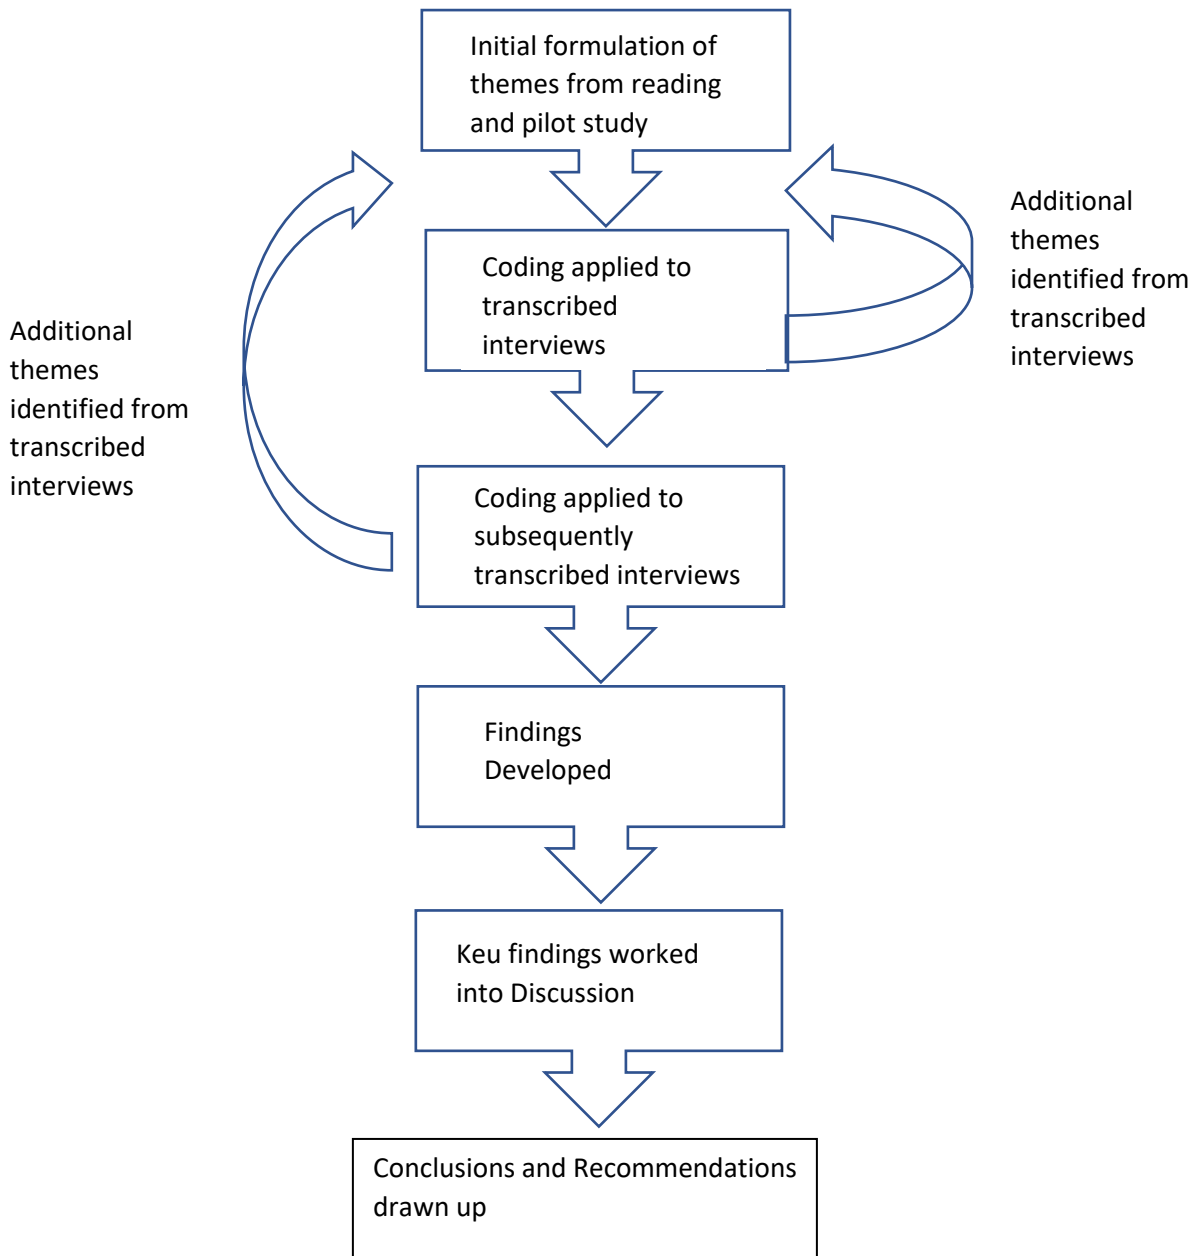 Initial formulation of
themes from reading
and pilot study
Additional
themes
identified from
transcribed
interviews
Coding applied to
transcribed
interviews
Additional
themes
identified from
transcribed
interviews
Coding applied to
subsequently
transcribed interviews
Findings
Developed
Keu findings worked
into Discussion
Conclusions and Recommendations
drawn up